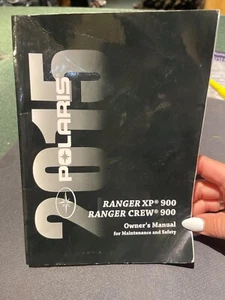 2015
POLARIS
RANGER XP® 900
RANGER CREW® 900
Owner's Manual
for Maintenance and Safety